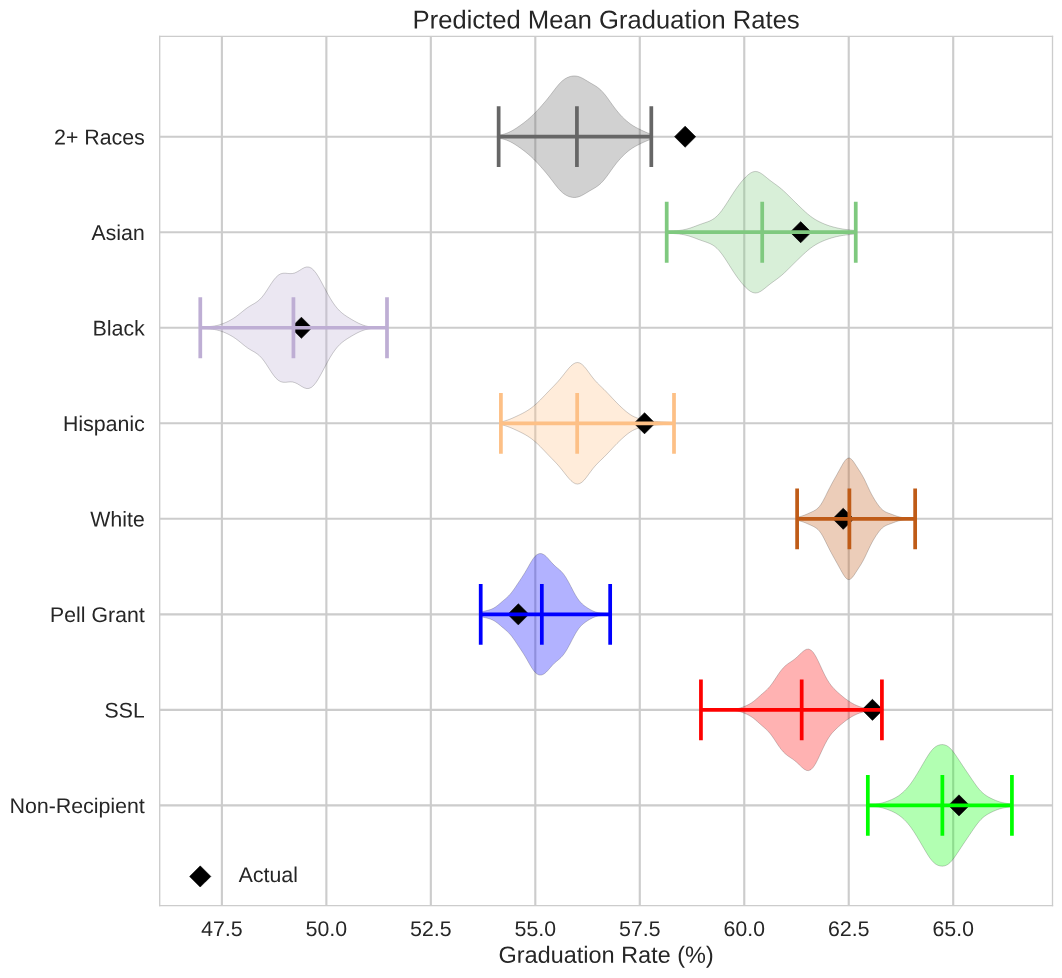 Predicted Mean Graduation Rates
2+ Races
Asian
Black
Hispanic
White
Pell Grant
SSL
Non-Recipient
Actual
47.5 50.0 52.5 55.0 57.5 60.0 62.5 65.0
Graduation Rate (%)